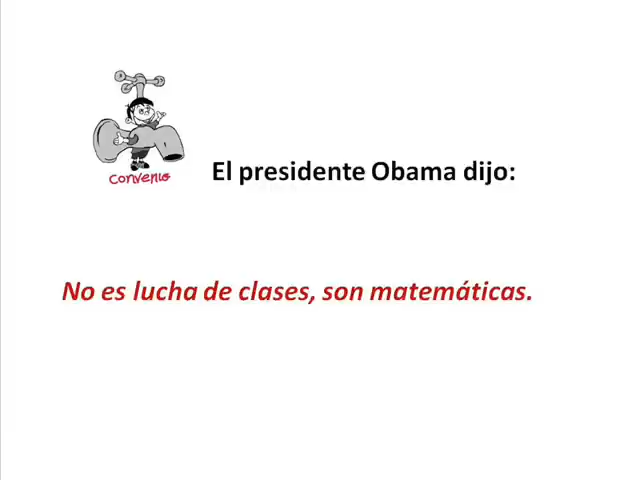 convenio
El presidente Obama dijo:
No es lucha de clases, son matemáticas.